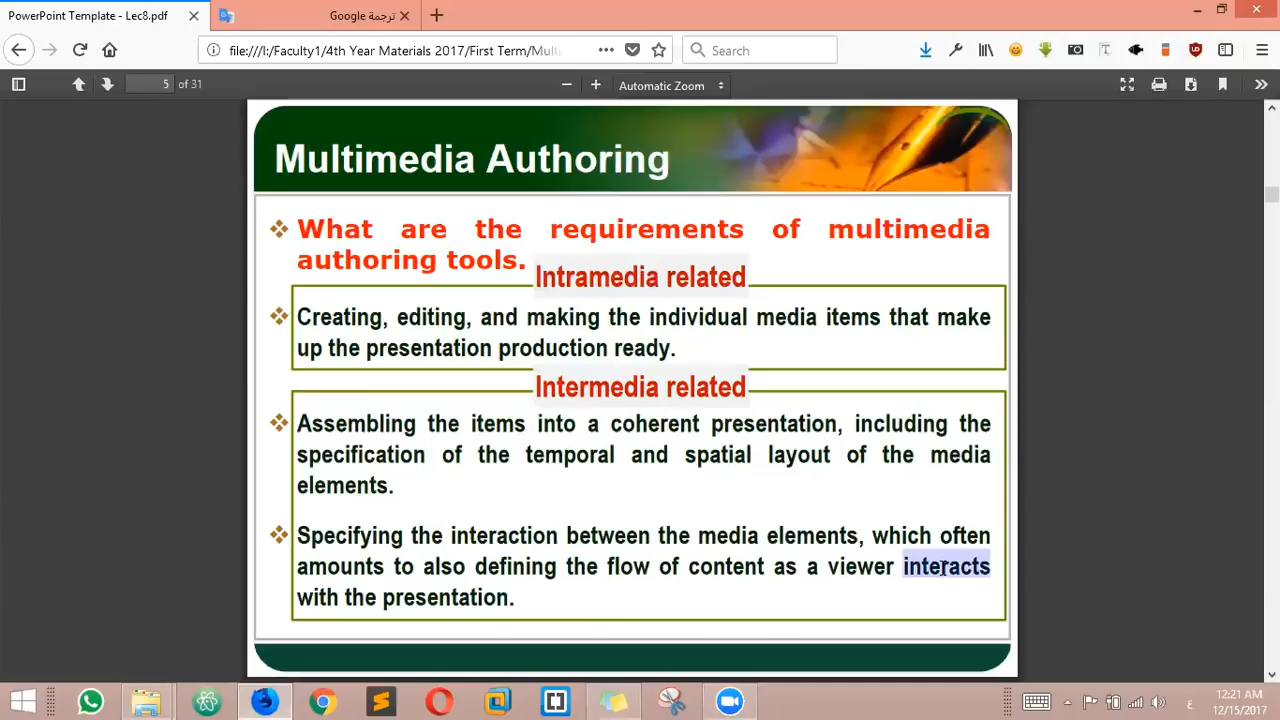 PowerPoint Template - Lec8.pdf
ترجمة Google
file:///I:/Faculty1/4th Year Materials 2017/First Term/Mult
Search
5 of 31
Automatic Zoom
Multimedia Authoring
What are the requirements of multimedia
authoring tools.
Intramedia related
Creating, editing, and making the individual media items that make
up the presentation production ready.
Intermedia related
Assembling the items into a coherent presentation, including the
specification of the temporal and spatial layout of the media
elements.
Specifying the interaction between the media elements, which often
amounts to also defining the flow of content as a viewer interacts
with the presentation.
ع
12:21 AM
12/15/2017